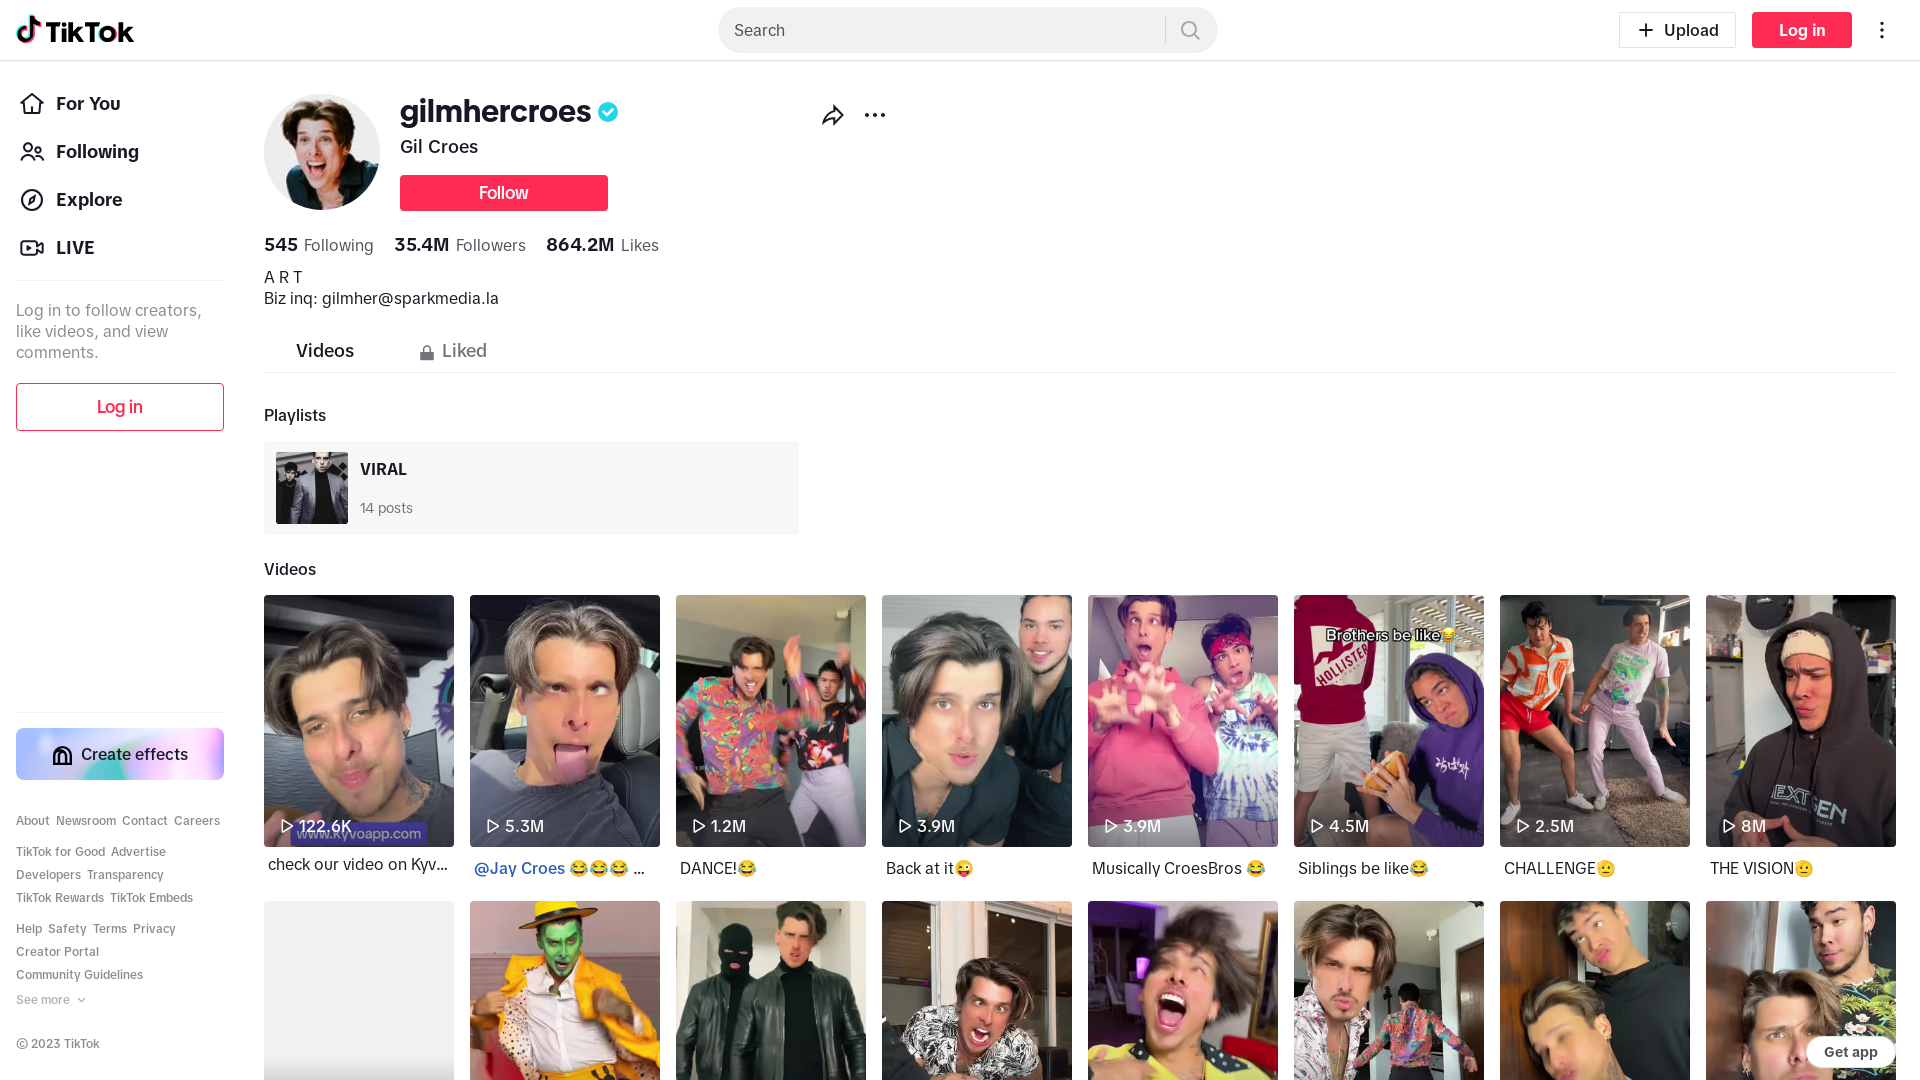 TikTok
Search
Upload
Log in
For You
Following
Explore
LIVE
Log in to follow creators,
like videos, and view
comments.
Log in
Create effects
About Newsroom Contact Careers
TikTok for Good Advertise
Developers Transparency
TikTok Rewards TikTok Embeds
Help Safety Terms Privacy
Creator Portal
Community Guidelines
See more
© 2023 TikTok
gilmhercroes
Gil Croes
Follow
545 Following 35.4M Followers 864.2M Likes
A R T
Biz inq: gilmher@sparkmedia.la
Videos
Liked
Playlists
VIRAL
14 posts
Videos
www.kyvoapp.com
122.6K
check our video on Kyv...
5.3M
@Jay Croes 😂😂😂 ...
1.2M
DANCE!😂
3.9M
Back at it😜
3.9M
Musically CroesBros 😂
Brothers be like😂
HOLLISTER
4.5M
Siblings be like😂
2.5M
CHALLENGE🫡
NEXT GEN
8M
THE VISION🫡
Get app